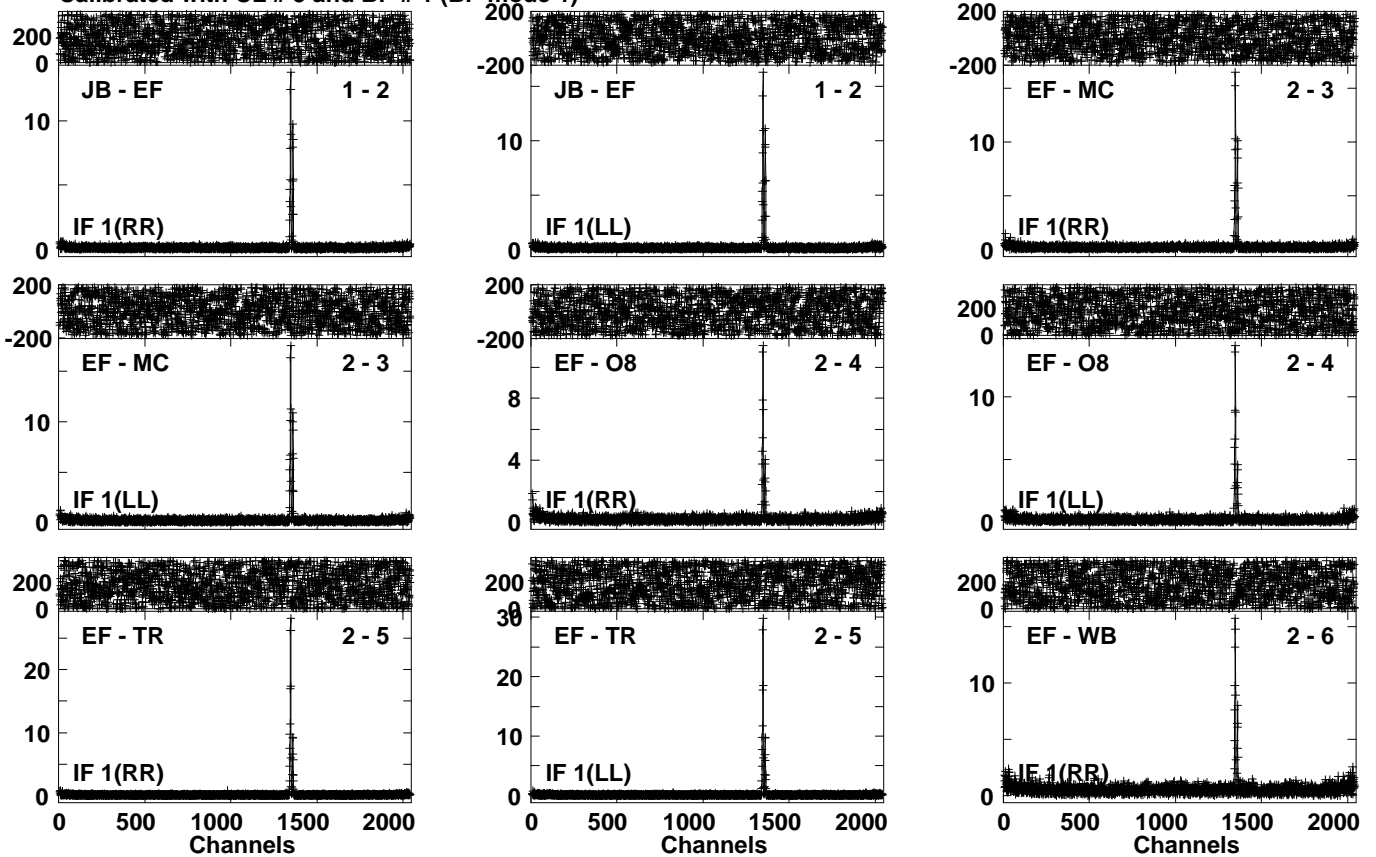 200
0
JB - EF 1 - 2
10
IF 1(RR)
0
200
-200
JB - EF 1 - 2
10
IF 1(LL)
0
200
-200
EF - MC 2 - 3
10
IF 1(RR)
0
200
-200
EF - MC 2 - 3
10
IF 1(LL)
0
200
-200
EF - O8 2 - 4
8
4
IF 1(RR)
0
200
0
EF - O8 2 - 4
10
IF 1(LL)
0
200
0
EF - TR 2 - 5
20
10
IF 1(RR)
0
0 500 1000 1500 2000
Channels
200
0
30
EF - TR 2 - 5
20
10
IF 1(LL)
0
0 500 1000 1500 2000
Channels
200
0
EF - WB 2 - 6
10
IF 1(RR)
0
0 500 1000 1500 2000
Channels